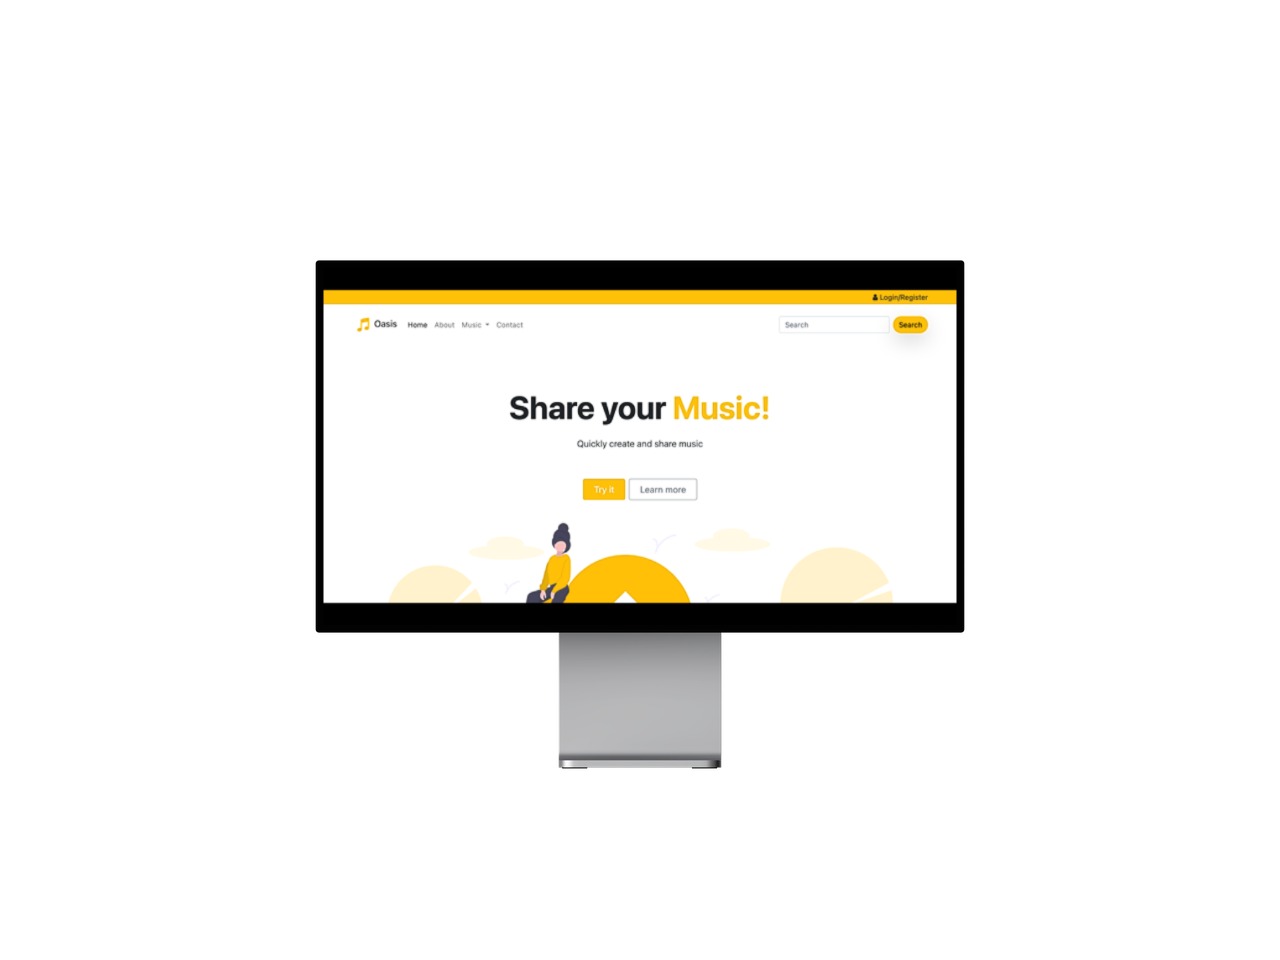 Login/Register
Oasis Home About Music Contact Search Search
Share your Music!
Quickly create and share music
Try it Learn more